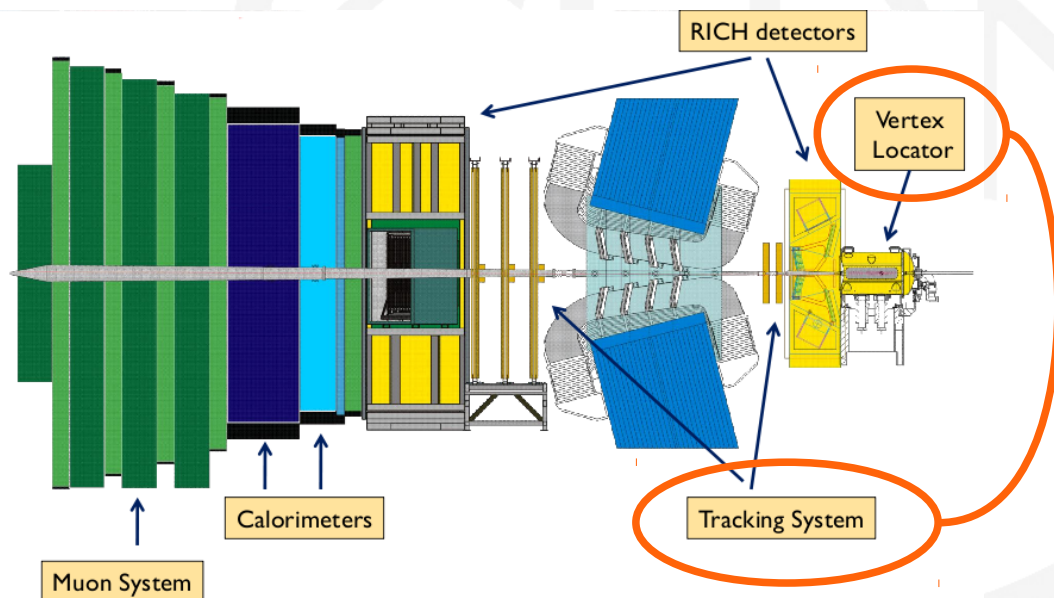 RICH detectors
Vertex
Locator
Calorimeters
Tracking System
Muon System